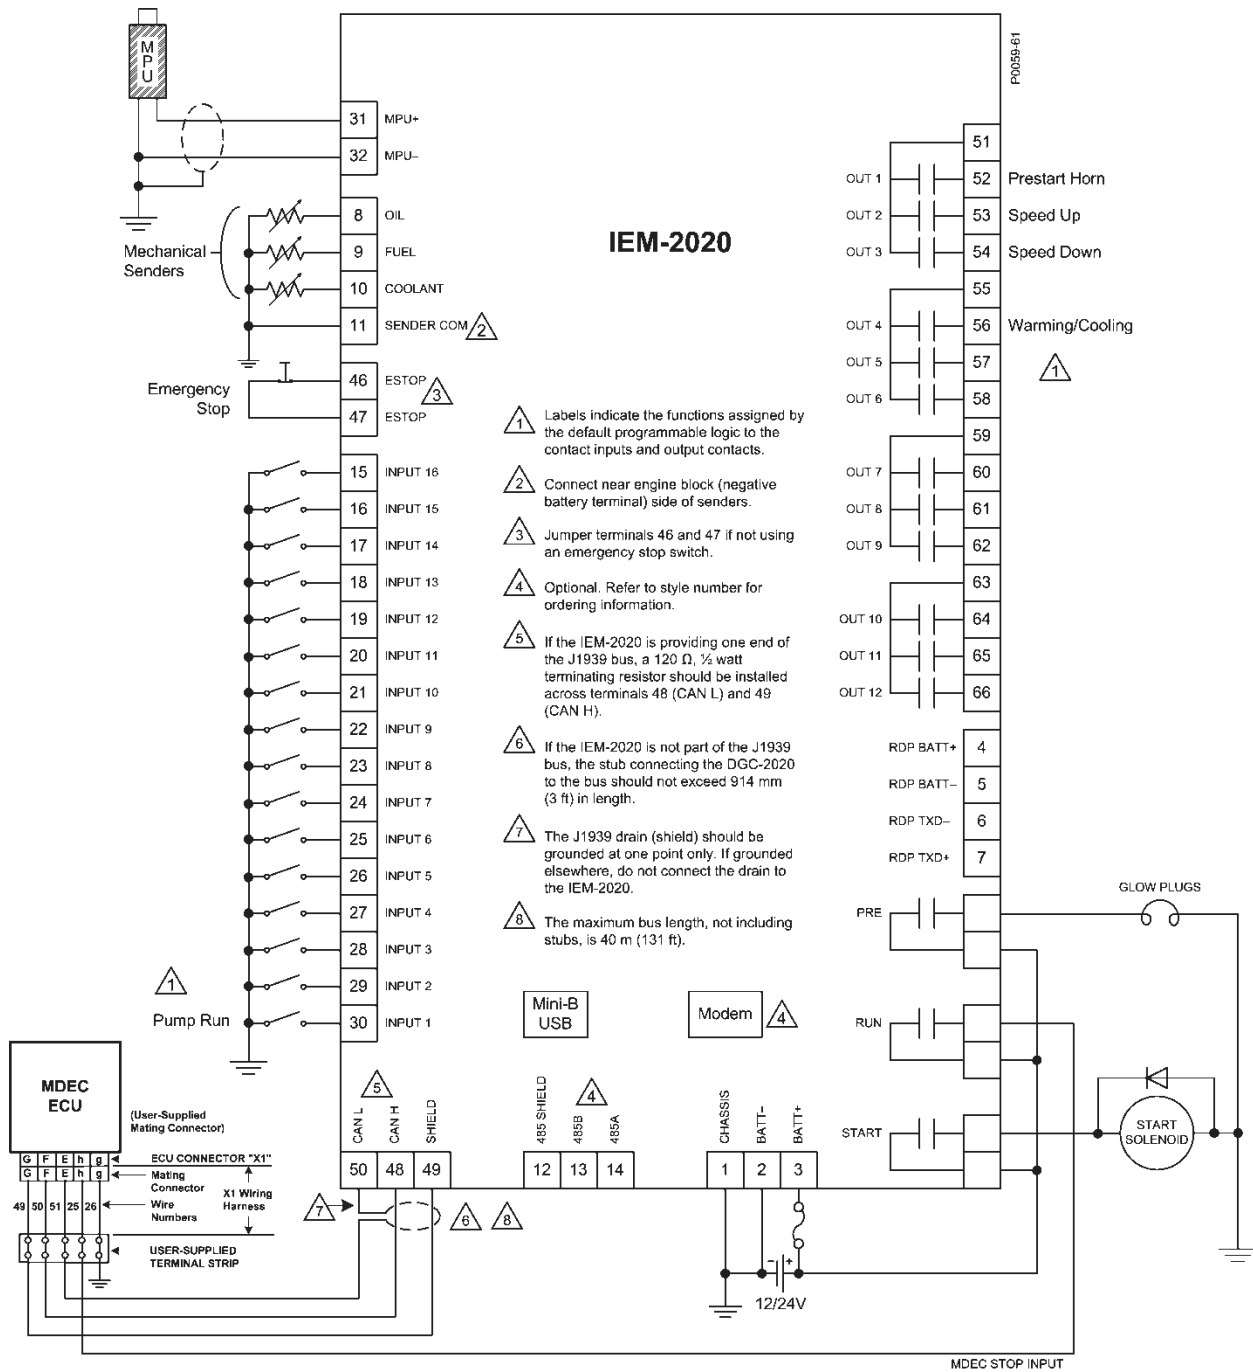 P0059-61
MPU
31 MPU+
32 MPU–
Mechanical
Senders
8 OIL
9 FUEL
10 COOLANT
11 SENDER COM 2
Emergency
Stop
46 ESTOP
3
47 ESTOP
15 INPUT 16
16 INPUT 15
17 INPUT 14
18 INPUT 13
19 INPUT 12
20 INPUT 11
21 INPUT 10
22 INPUT 9
23 INPUT 8
24 INPUT 7
25 INPUT 6
26 INPUT 5
27 INPUT 4
28 INPUT 3
29 INPUT 2
1
Pump Run
30 INPUT 1
IEM-2020
1 Labels indicate the functions assigned by
the default programmable logic to the
contact inputs and output contacts.
2 Connect near engine block (negative
battery terminal) side of senders.
3 Jumper terminals 46 and 47 if not using
an emergency stop switch.
4 Optional. Refer to style number for
ordering information.
5 If the IEM-2020 is providing one end of
the J1939 bus, a 120 Ω, ½ watt
terminating resistor should be installed
across terminals 48 (CAN L) and 49
(CAN H).
6 If the IEM-2020 is not part of the J1939
bus, the stub connecting the DGC-2020
to the bus should not exceed 914 mm
(3 ft) in length.
7 The J1939 drain (shield) should be
grounded at one point only. If grounded
elsewhere, do not connect the drain to
the IEM-2020.
8 The maximum bus length, not including
stubs, is 40 m (131 ft).
Mini-B
USB
Modem
4
51
OUT 1 52 Prestart Horn
OUT 2 53 Speed Up
OUT 3 54 Speed Down
55
OUT 4 56 Warming/Cooling
OUT 5 57
1
OUT 6 58
59
OUT 7 60
OUT 8 61
OUT 9 62
63
OUT 10 64
OUT 11 65
OUT 12 66
RDP BATT+ 4
RDP BATT– 5
RDP TXD– 6
RDP TXD+ 7
GLOW PLUGS
PRE
RUN
START
START
SOLENOID
MDEC
ECU
(User-Supplied
Mating Connector)
G F E h g
ECU CONNECTOR "X1"
G F E h g
Mating
Connector
X1 Wiring
Harness
49 50 51 25 26
Wire
Numbers
USER-SUPPLIED
TERMINAL STRIP
5
CAN L
CAN H
SHIELD
50 48 49
7
6
8
4
485 SHIELD
485B
485A
12 13 14
CHASSIS
BATT–
BATT+
1 2 3
- +
12/24V
MDEC STOP INPUT